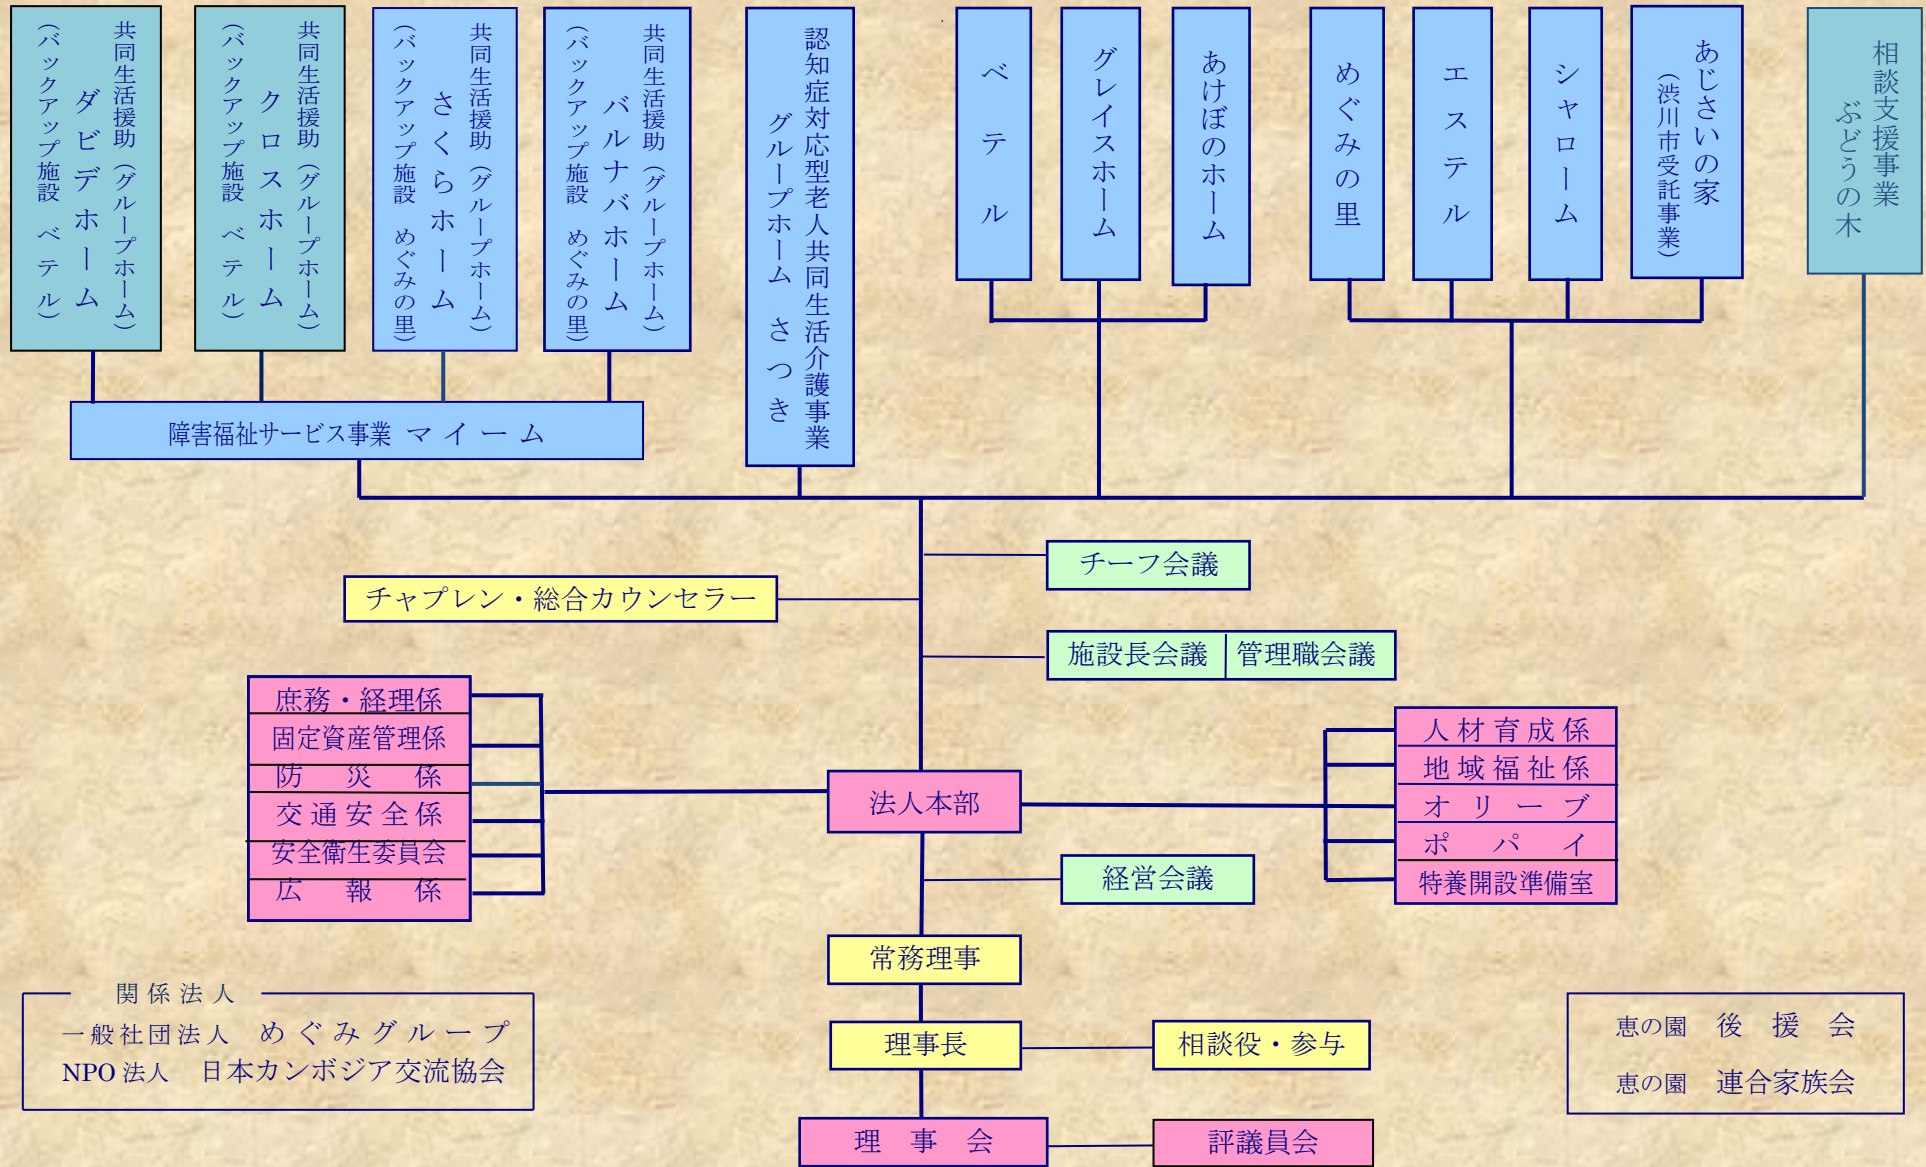 共同生活援助（グループホーム）
ダビデホーム
（バックアップ施設 ベテル）
共同生活援助（グループホーム）
クロスホーム
（バックアップ施設 ベテル）
共同生活援助（グループホーム）
さくらホーム
（バックアップ施設 めぐみの里）
共同生活援助（グループホーム）
バルナバホーム
（バックアップ施設 めぐみの里）
認知症対応型老人共同生活介護事業
グループホーム さつき
ベテル
グレイスホーム
あけぼのホーム
めぐみの里
エステル
シャローム
あじさいの家
（渋川市受託事業）
相談支援事業
ぶどうの木
障害福祉サービス事業 マイーム
チーフ会議
チャプレン・総合カウンセラー
施設長会議 管理職会議
庶務・経理係
固定資産管理係
防 災 係
交通安全係
安全衛生委員会
広 報 係
法人本部
人材育成係
地域福祉係
オリーブ
ポパイ
特養開設準備室
経営会議
常務理事
理事長
相談役・参与
理 事 会
評議員会
関係法人
一般社団法人 めぐみグループ
NPO法人 日本カンボジア交流協会
恵の園 後 援 会
恵の園 連合家族会